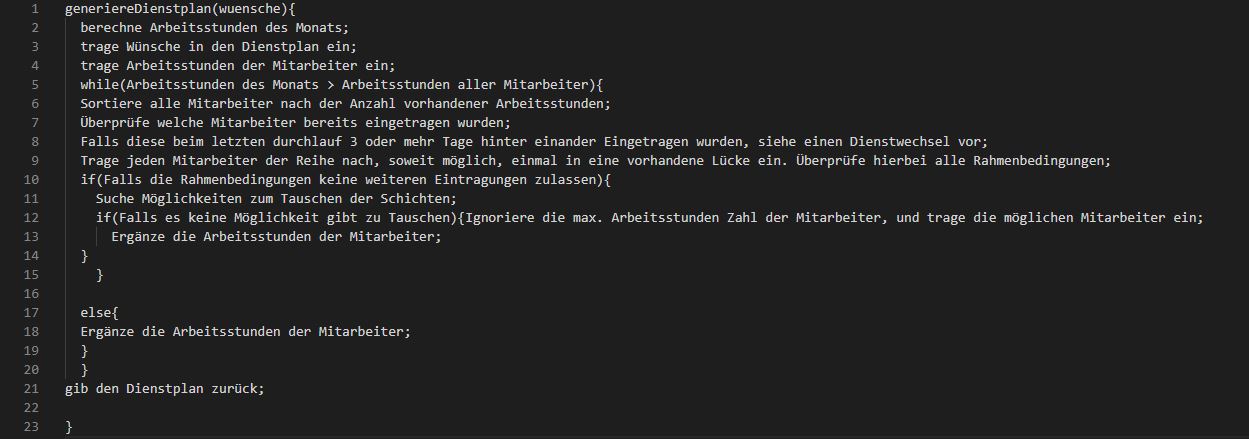 1 generiereDienstplan(wuensche){
2 berechne Arbeitsstunden des Monats;
3 trage Wünsche in den Dienstplan ein;
4 trage Arbeitsstunden der Mitarbeiter ein;
5 while(Arbeitsstunden des Monats > Arbeitsstunden aller Mitarbeiter){
6 Sortiere alle Mitarbeiter nach der Anzahl vorhandener Arbeitsstunden;
7 Überprüfe welche Mitarbeiter bereits eingetragen wurden;
8 Falls diese beim letzten durchlauf 3 oder mehr Tage hinter einander Eingetragen wurden, siehe einen Dienstwechsel vor;
9 Trage jeden Mitarbeiter der Reihe nach, soweit möglich, einmal in eine vorhandene Lücke ein. Überprüfe hierbei alle Rahmenbedingungen;
10 if(Falls die Rahmenbedingungen keine weiteren Eintragungen zulassen){
11 Suche Möglichkeiten zum Tauschen der Schichten;
12 if(Falls es keine Möglichkeit gibt zu Tauschen){Ignoriere die max. Arbeitsstunden Zahl der Mitarbeiter, und trage die möglichen Mitarbeiter ein;
13 Ergänze die Arbeitsstunden der Mitarbeiter;
14 }
15 }
16
17 else{
18 Ergänze die Arbeitsstunden der Mitarbeiter;
19 }
20 }
21 gib den Dienstplan zurück;
22
23 }